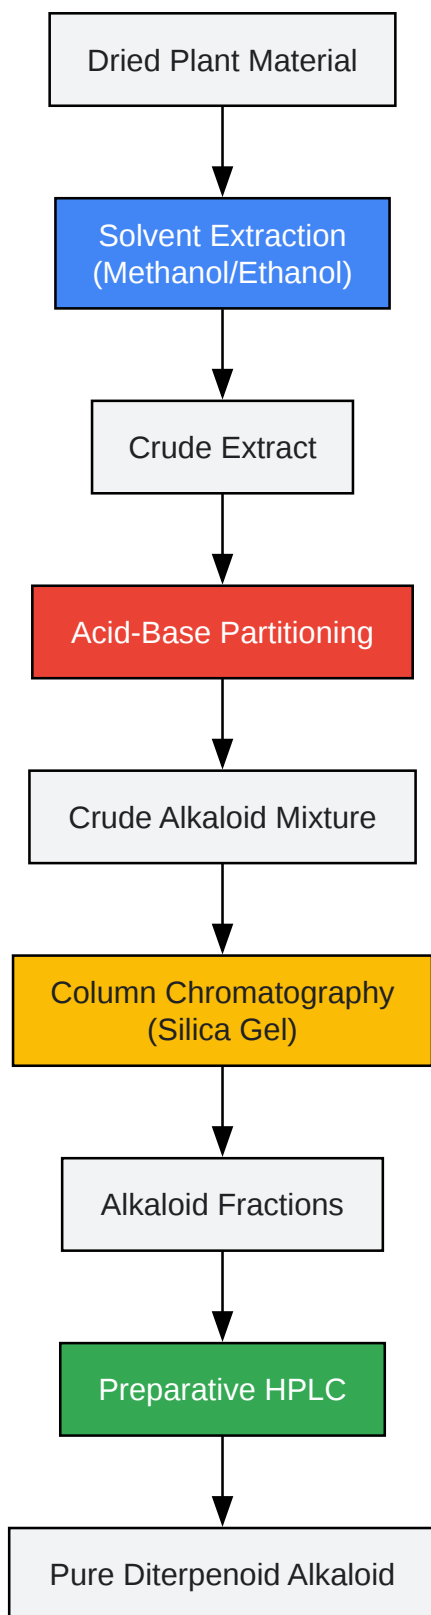 Dried Plant Material
Solvent Extraction
(Methanol/Ethanol)
Crude Extract
Acid-Base Partitioning
Crude Alkaloid Mixture
Column Chromatography
(Silica Gel)
Alkaloid Fractions
Preparative HPLC
Pure Diterpenoid Alkaloid